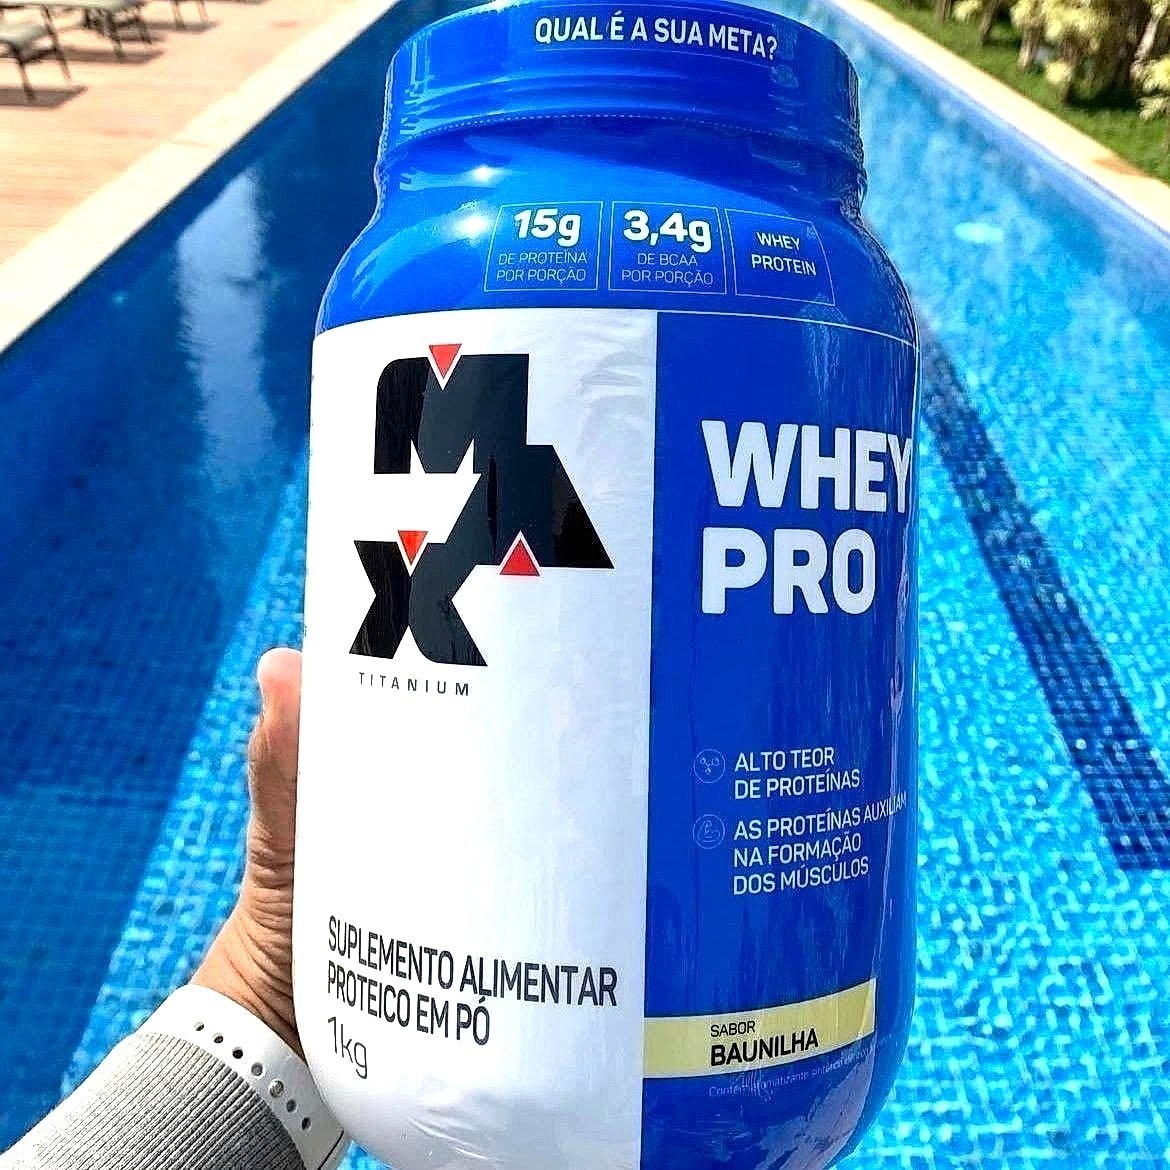 QUAL É A SUA META?
15g
DE PROTEÍNA
POR PORÇÃO
3,4g
DE BCAA
POR PORÇÃO
WHEY
PROTEIN
MAX
TITANIUM
WHEY
PRO
ALTO TEOR
DE PROTEÍNAS
AS PROTEÍNAS AUXILIAM
NA FORMAÇÃO
DOS MÚSCULOS
SUPLEMENTO ALIMENTAR
PROTEICO EM PÓ
1kg
SABOR
BAUNILHA